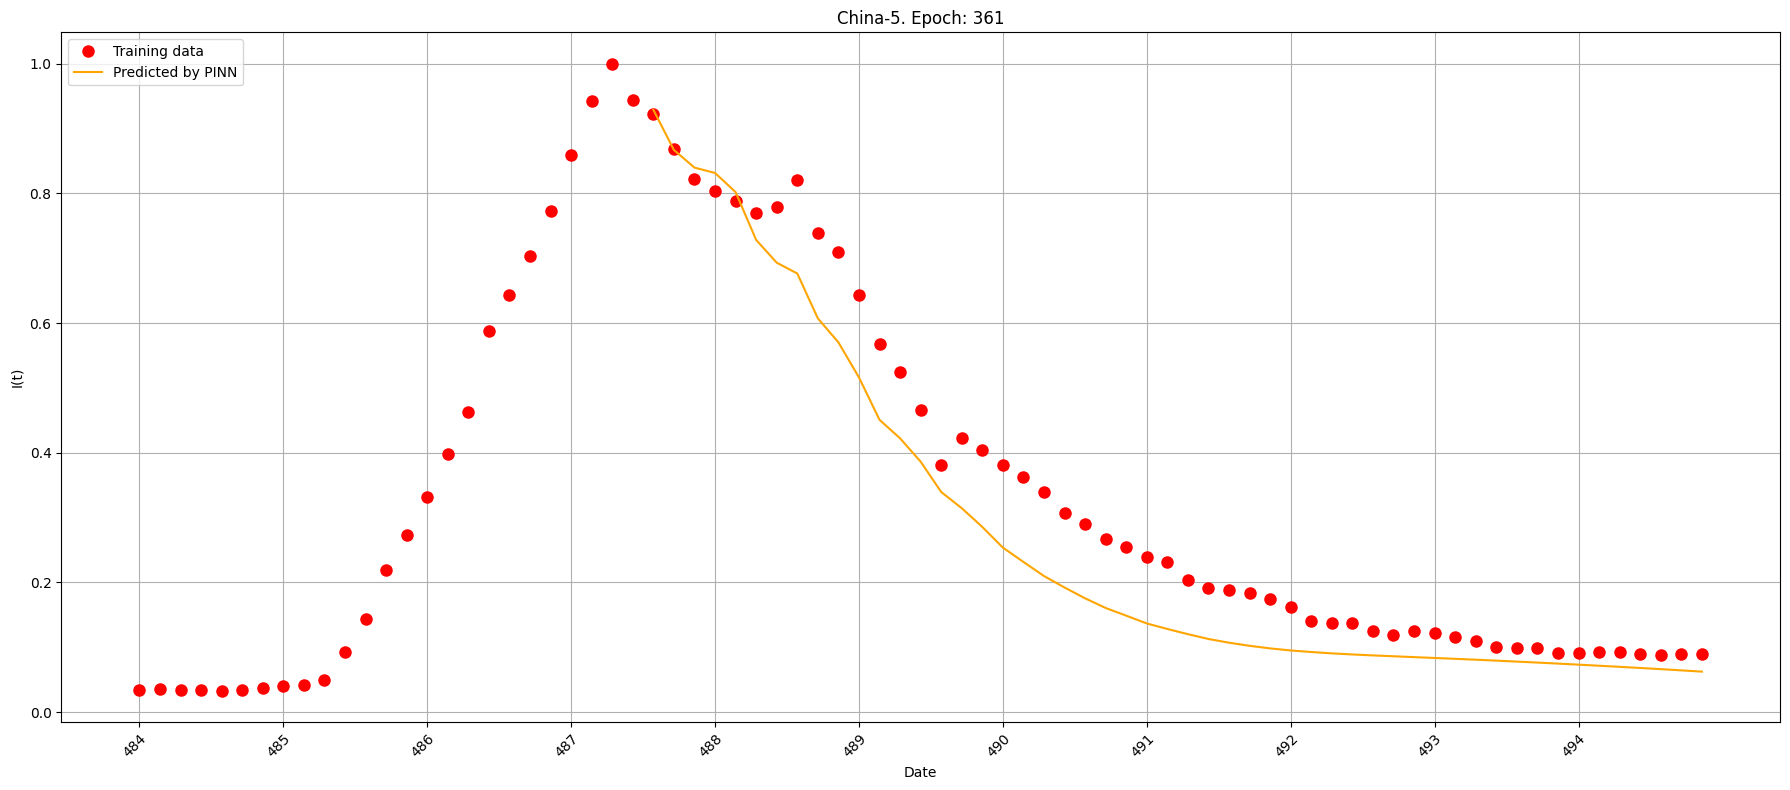 China-5. Epoch: 361
Training data
Predicted by PINN
1.0
0.8
0.6
0.4
0.2
0.0
I(t)
484 485 486 487 488 489 490 491 492 493 494
Date